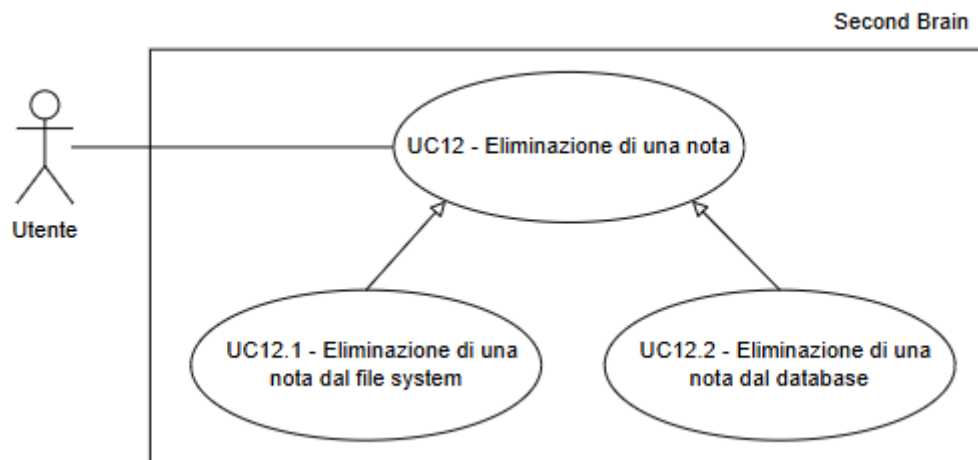 Second Brain
UC12 - Eliminazione di una nota
Utente
UC12.1 - Eliminazione di una
nota dal file system
UC12.2 - Eliminazione di una
nota dal database